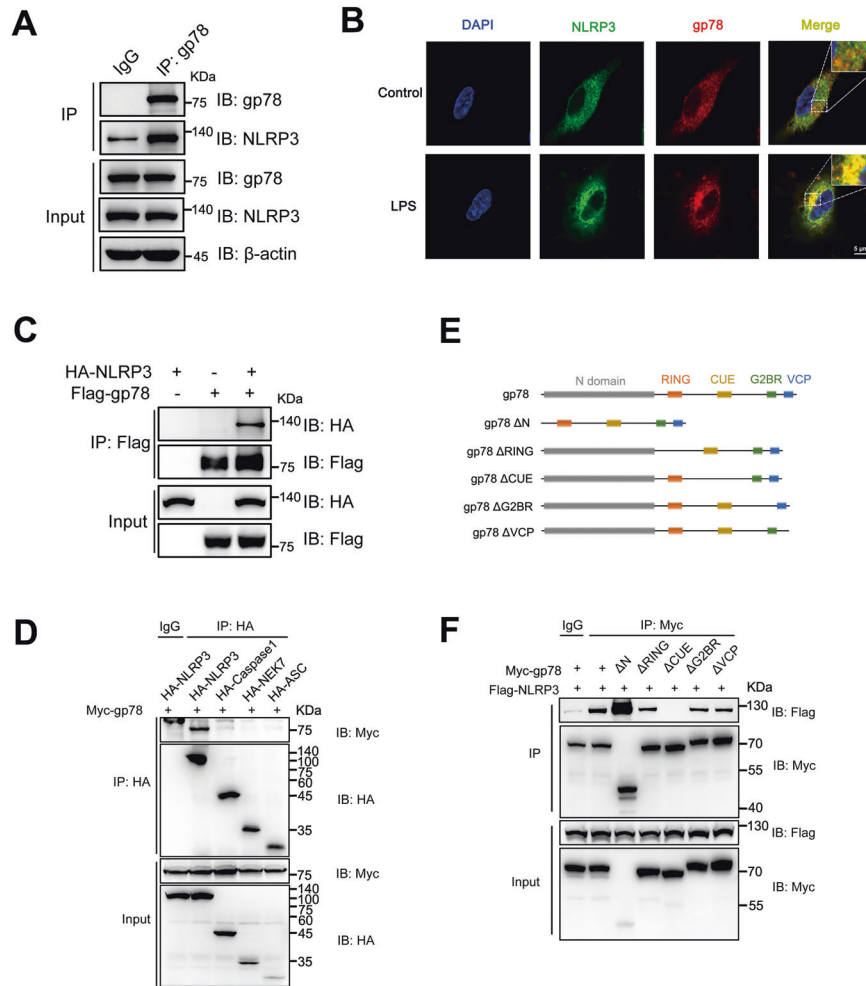 A
IgG
IP: gp78
KDa
IP
75
IB: gp78
140
IB: NLRP3
Input
75
IB: gp78
140
IB: NLRP3
45
IB: β-actin
B
DAPI
NLRP3
gp78
Merge
Control
LPS
5 μm
C
HA-NLRP3 + - +
Flag-gp78 - + +
KDa
IP: Flag
140
IB: HA
75
IB: Flag
Input
140
IB: HA
75
IB: Flag
E
N domain RING CUE G2BR VCP
gp78
gp78 ΔN
gp78 ΔRING
gp78 ΔCUE
gp78 ΔG2BR
gp78 ΔVCP
D
IgG
IP: HA
HA-NLRP3
HA-NLRP3
HA-Caspase1
HA-NEK7
HA-ASC
Myc-gp78 + + + + +
KDa
IP: HA
75
IB: Myc
140
100
75
60
45
35
IB: HA
Input
75
IB: Myc
140
100
75
60
45
35
IB: HA
F
IgG
IP: Myc
Myc-gp78 + + ΔN ΔRING ΔCUE ΔG2BR ΔVCP
Flag-NLRP3 + + + + + + +
KDa
IP
130
IB: Flag
70
55
40
IB: Myc
Input
130
IB: Flag
70
55
IB: Myc